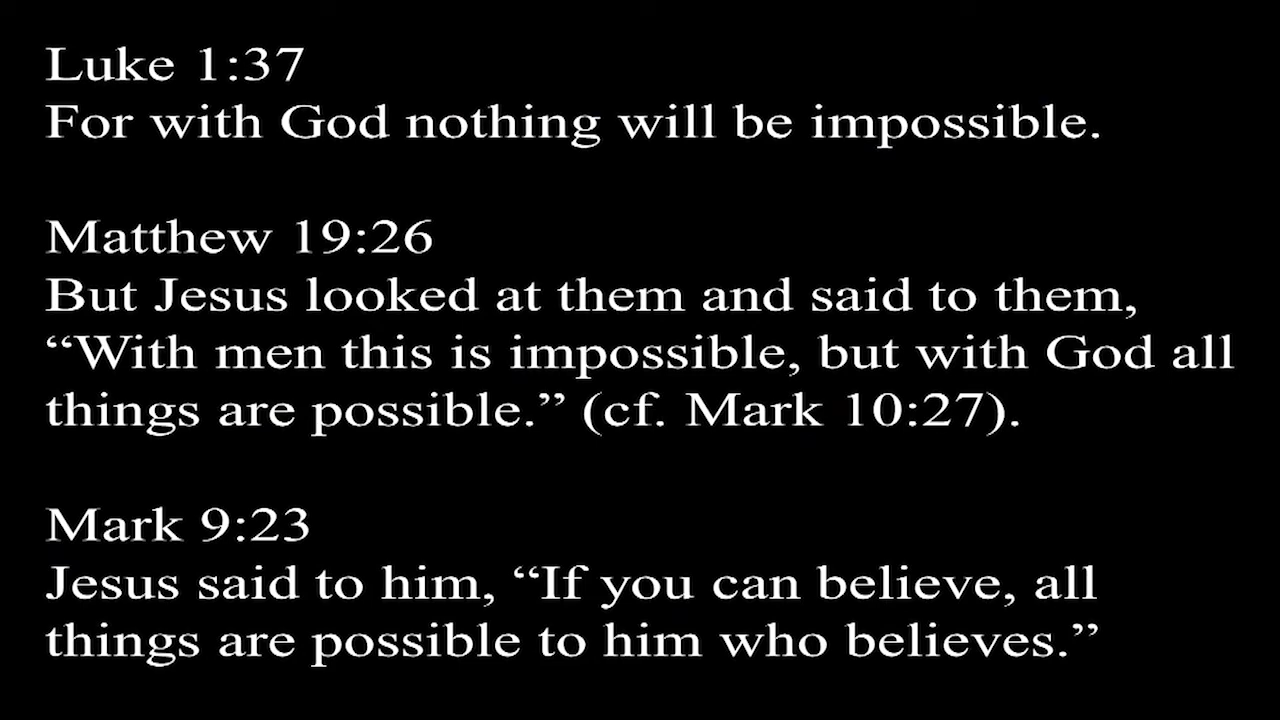 Luke 1:37
For with God nothing will be impossible.
Matthew 19:26
But Jesus looked at them and said to them,
“With men this is impossible, but with God all
things are possible.” (cf. Mark 10:27).
Mark 9:23
Jesus said to him, “If you can believe, all
things are possible to him who believes.”